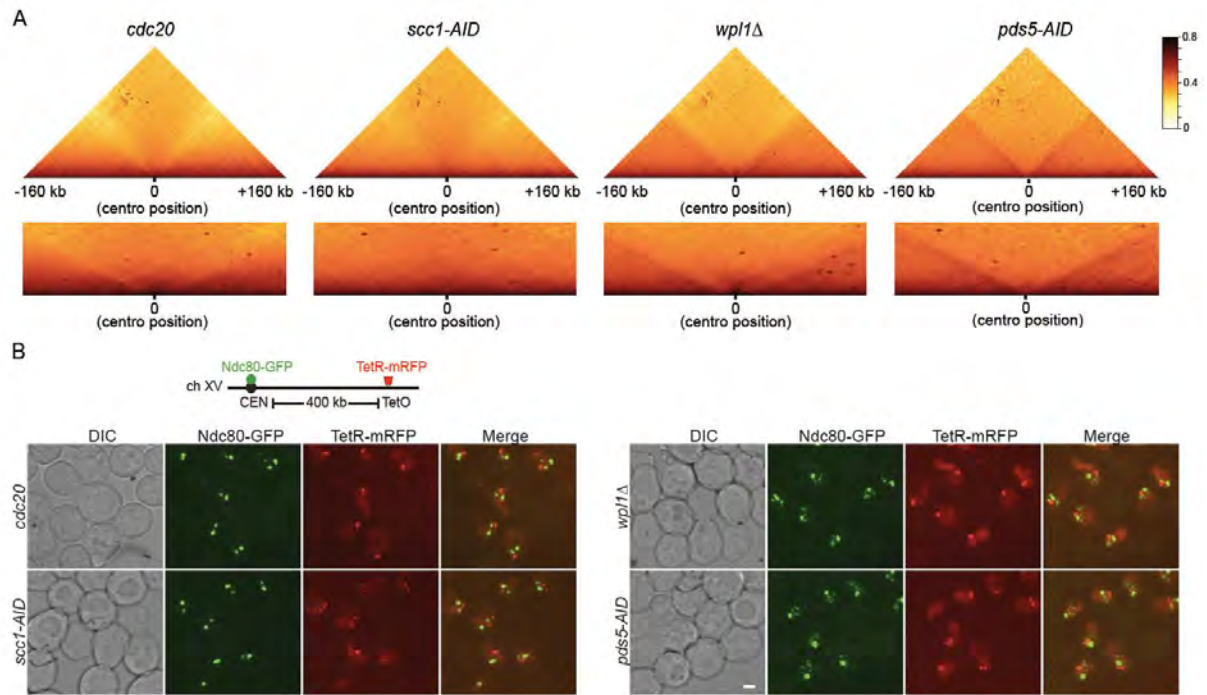 A
cdc20 scc1-AID wpl1Δ pds5-AID
0.8
0.4
0
-160 kb 0 +160 kb -160 kb 0 +160 kb -160 kb 0 +160 kb -160 kb 0 +160 kb
(centro position) (centro position) (centro position) (centro position)
0 0 0 0
(centro position) (centro position) (centro position) (centro position)
B
Ndc80-GFP TetR-mRFP
ch XV
CEN 400 kb TetO
DIC Ndc80-GFP TetR-mRFP Merge DIC Ndc80-GFP TetR-mRFP Merge
cdc20 wpl1Δ
scc1-AID pds5-AID